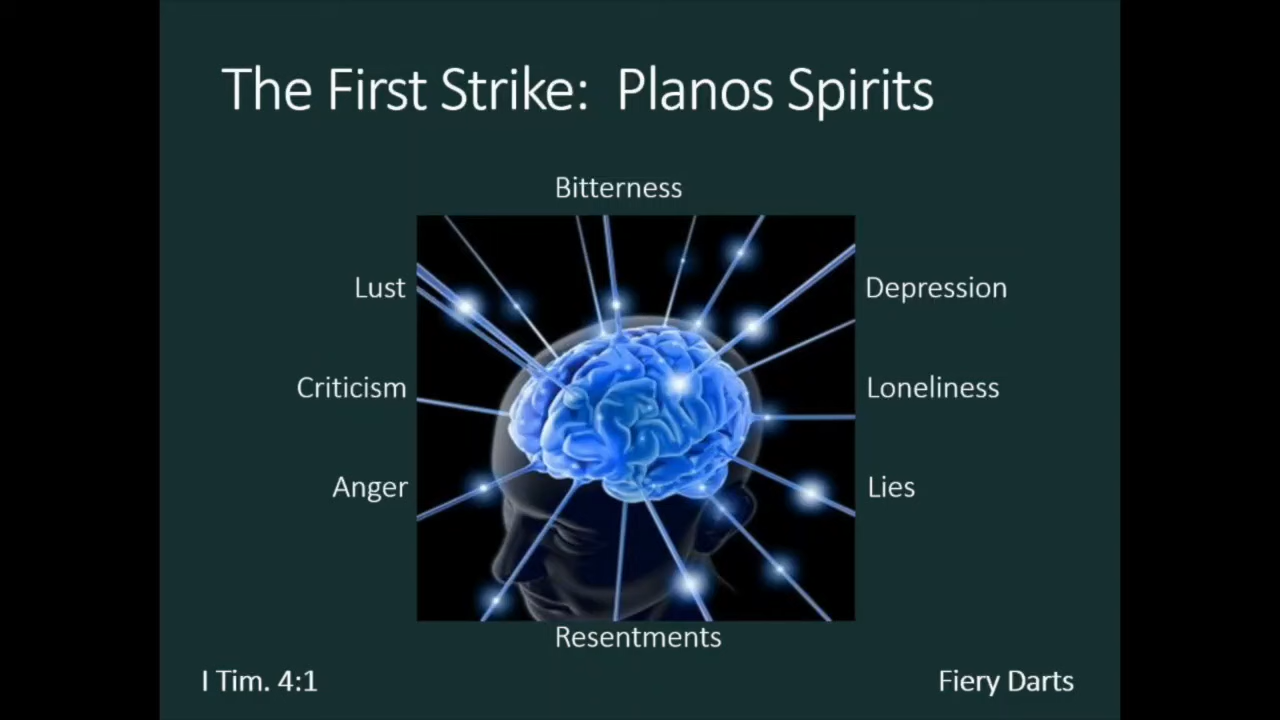 The First Strike: Planos Spirits
Bitterness
Lust
Depression
Criticism
Loneliness
Anger
Lies
Resentments
I Tim. 4:1
Fiery Darts